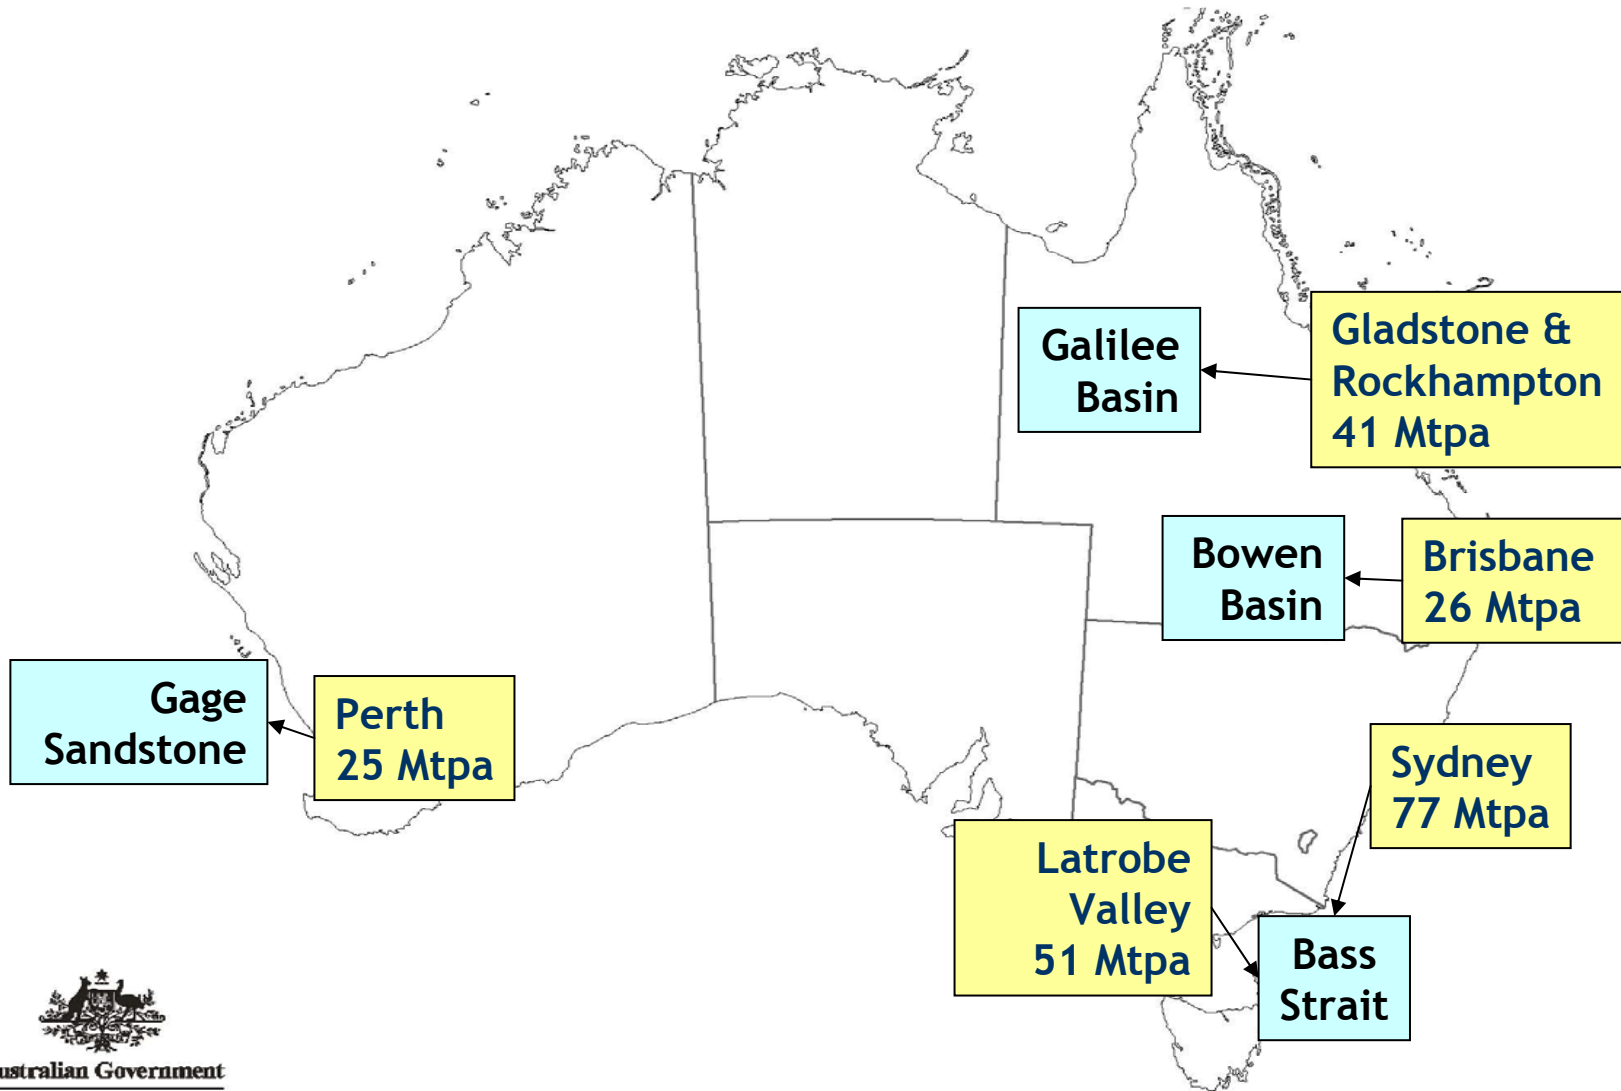 Galilee
Basin
Gladstone &
Rockhampton
41 Mtpa
Bowen
Basin
Brisbane
26 Mtpa
Gage
Sandstone
Perth
25 Mtpa
Sydney
77 Mtpa
Latrobe
Valley
51 Mtpa
Bass
Strait
ustralian Government